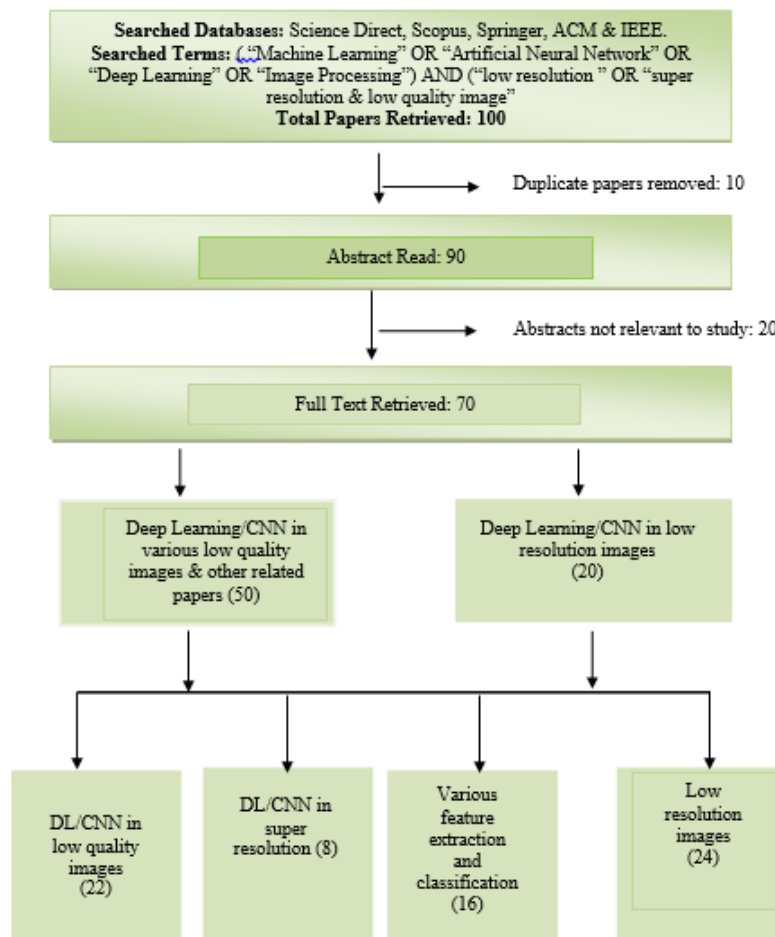 Searched Databases: Science Direct, Scopus, Springer, ACM & IEEE.
Searched Terms: ( “Machine Learning” OR “Artificial Neural Network” OR
“Deep Learning” OR “Image Processing”) AND (“low resolution ” OR “super
resolution & low quality image”
Total Papers Retrieved: 100
Duplicate papers removed: 10
Abstract Read: 90
Abstracts not relevant to study: 20
Full Text Retrieved: 70
Deep Learning/CNN in
various low quality
images & other related
papers (50)
Deep Learning/CNN in low
resolution images
(20)
DL/CNN in
low quality
images
(22)
DL/CNN in
super
resolution (8)
Various
feature
extraction
and
classification
(16)
Low
resolution
images
(24)